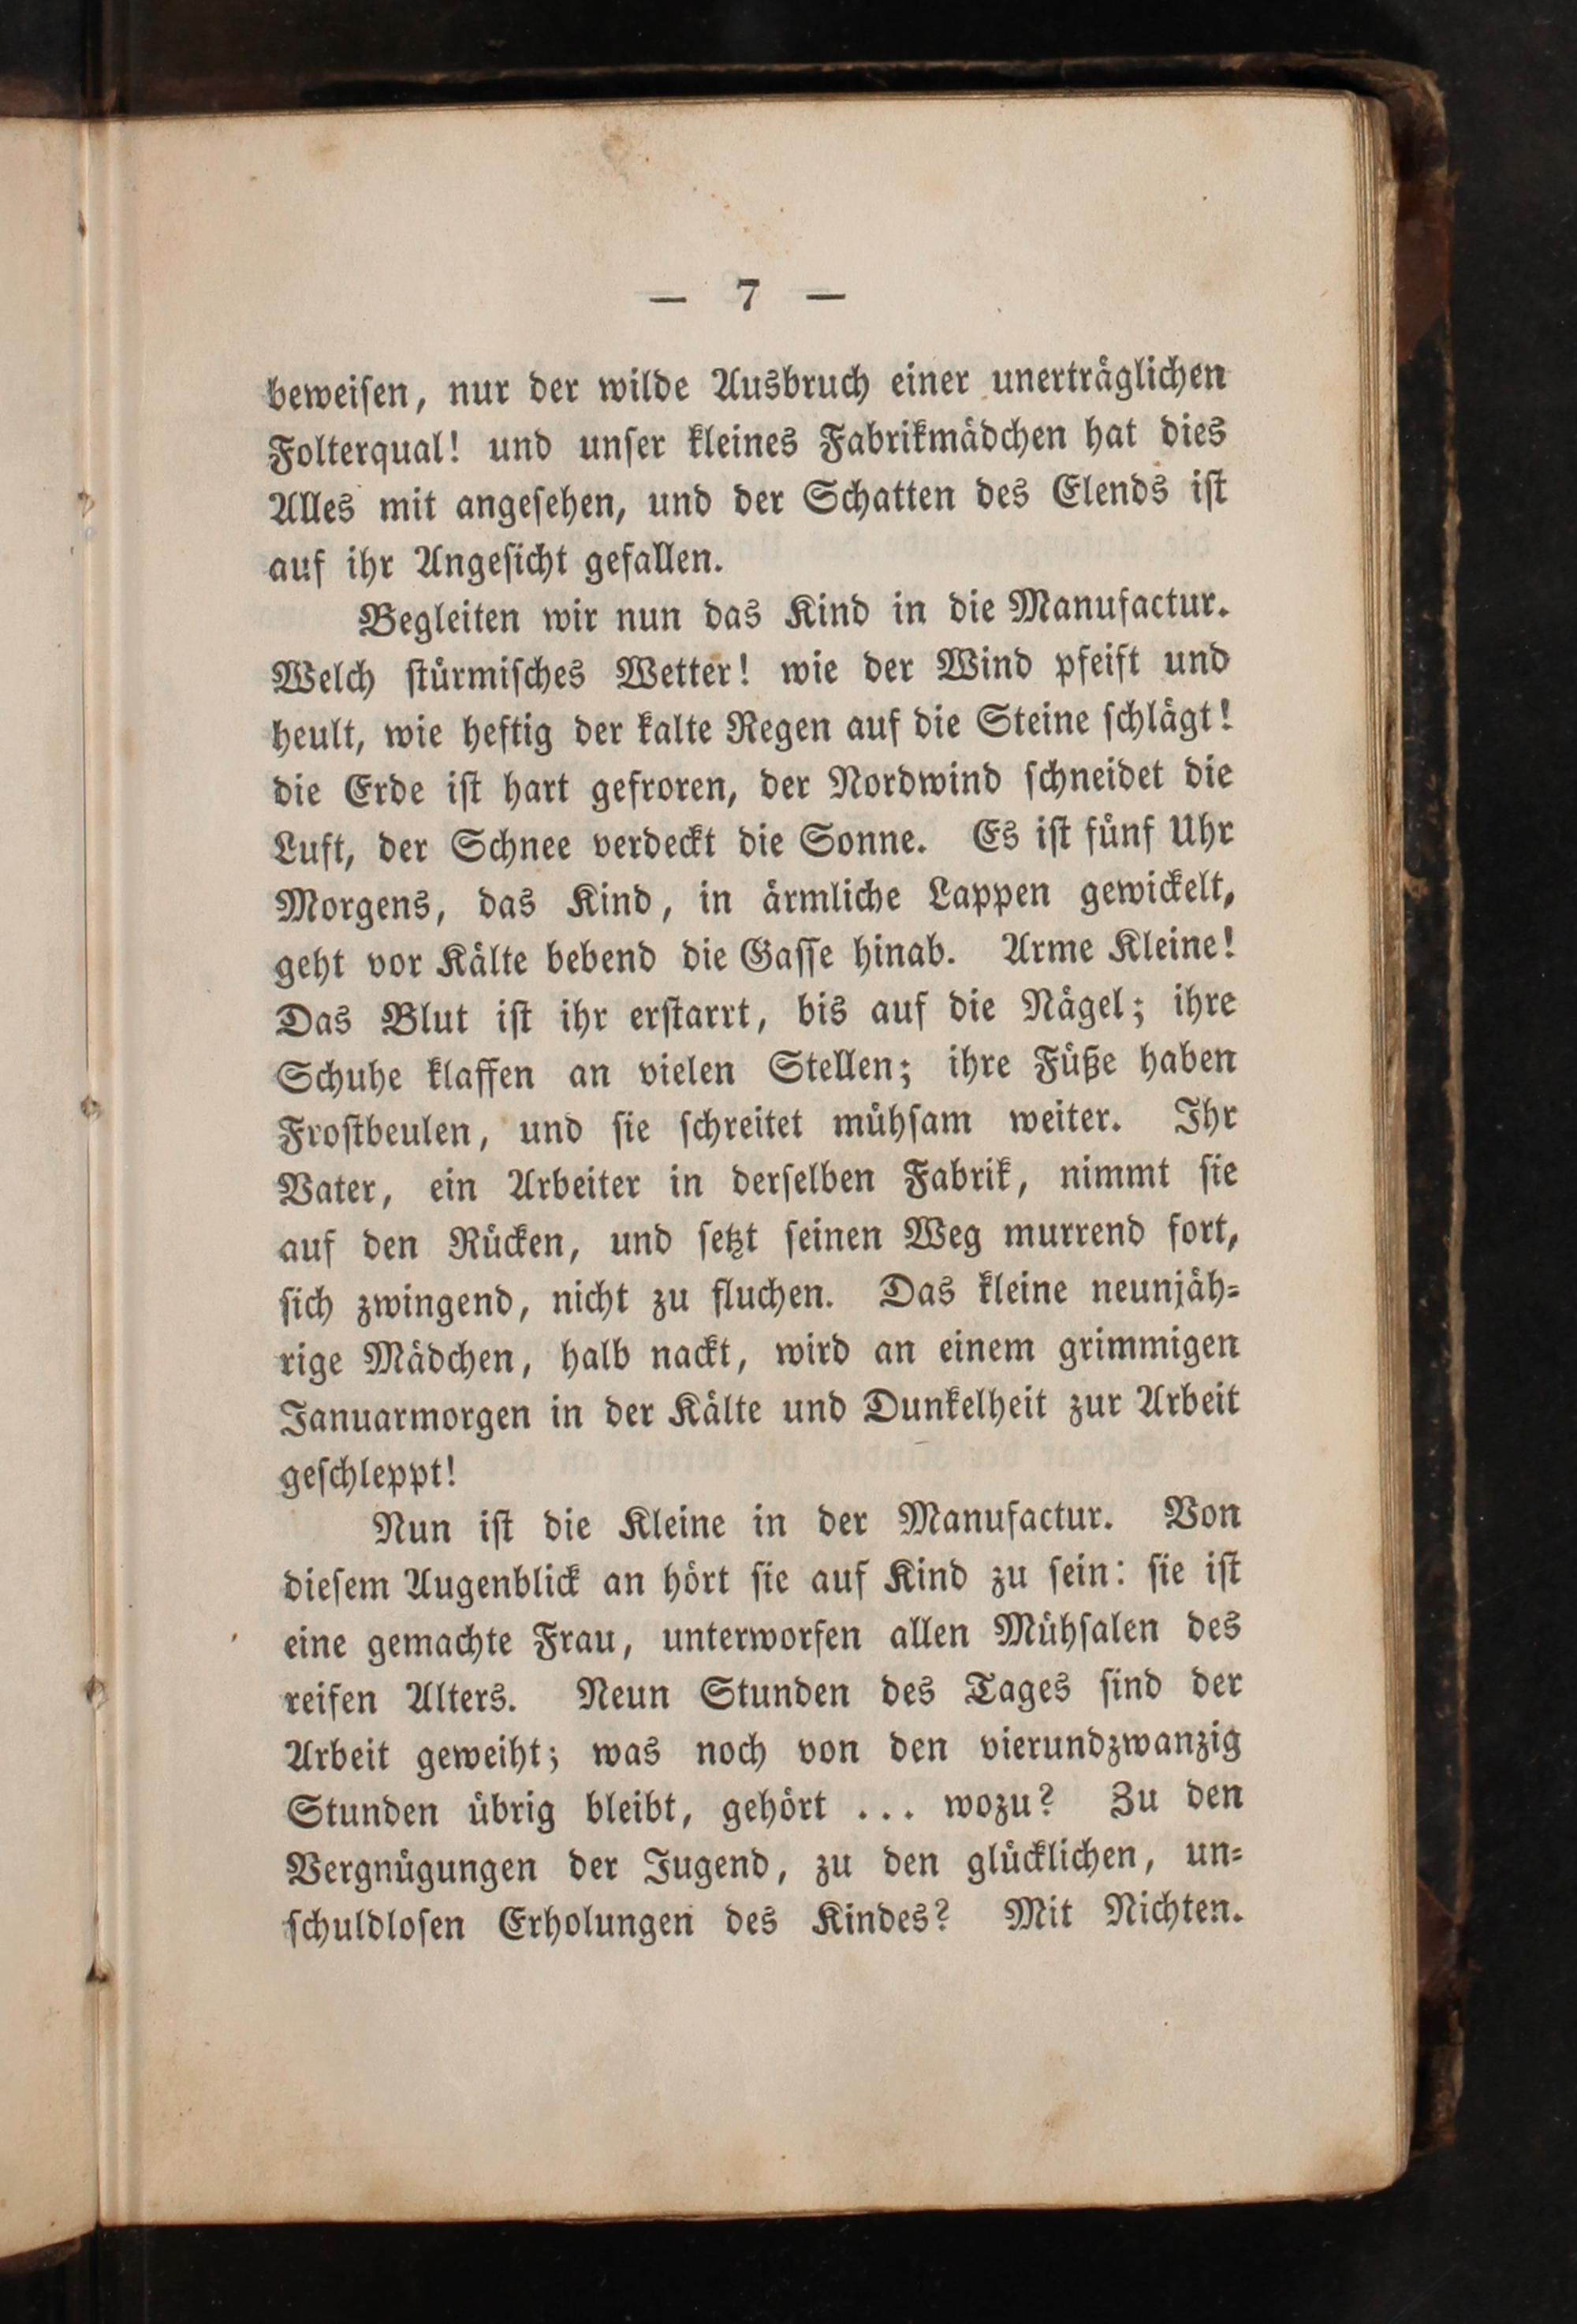 — 7 —
beweiſen, nur der wilde Ausbruch einer unerträglichen
Folterqual! und unſer kleines Fabrikmädchen hat dies
Alles mit angeſehen, und der Schatten des Elends iſt
auf ihr Angeſicht gefallen.
Begleiten wir nun das Kind in die Manufactur.
Welch ſtürmiſches Wetter! wie der Wind pfeift und
heult, wie heftig der kalte Regen auf die Steine ſchlägt!
die Erde iſt hart gefroren, der Nordwind ſchneidet die
Luft, der Schnee verdeckt die Sonne. Es iſt fünf Uhr
Morgens, das Kind, in ärmliche Lappen gewickelt,
geht vor Kälte bebend die Gaſſe hinab. Arme Kleine!
Das Blut iſt ihr erſtarrt, bis auf die Nägel; ihre
Schuhe klaffen an vielen Stellen; ihre Füße haben
Froſtbeulen, und ſie ſchreitet mühſam weiter. Ihr
Vater, ein Arbeiter in derſelben Fabrik, nimmt ſie
auf den Rücken, und ſetzt ſeinen Weg murrend fort,
ſich zwingend, nicht zu fluchen. Das kleine neunjäh-
rige Mädchen, halb nackt, wird an einem grimmigen
Januarmorgen in der Kälte und Dunkelheit zur Arbeit
geſchleppt!
Nun iſt die Kleine in der Manufactur. Von
dieſem Augenblick an hört ſie auf Kind zu ſein: ſie iſt
eine gemachte Frau, unterworfen allen Mühſalen des
reifen Alters. Neun Stunden des Tages ſind der
Arbeit geweiht; was noch von den vierundzwanzig
Stunden übrig bleibt, gehört ... wozu? Zu den
Vergnügungen der Jugend, zu den glücklichen, un-
ſchuldloſen Erholungen des Kindes? Mit Nichten.